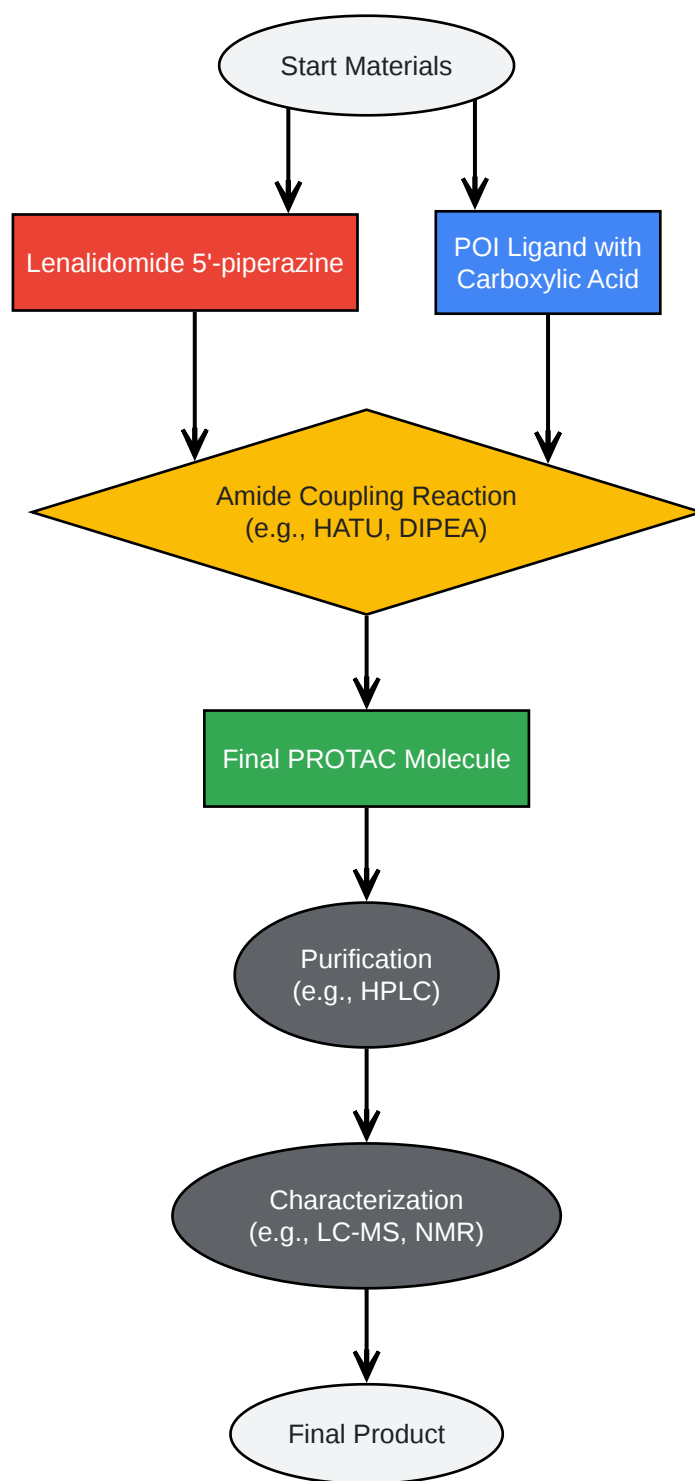 Start Materials
Lenalidomide 5'-piperazine
POI Ligand with
Carboxylic Acid
Amide Coupling Reaction
(e.g., HATU, DIPEA)
Final PROTAC Molecule
Purification
(e.g., HPLC)
Characterization
(e.g., LC-MS, NMR)
Final Product